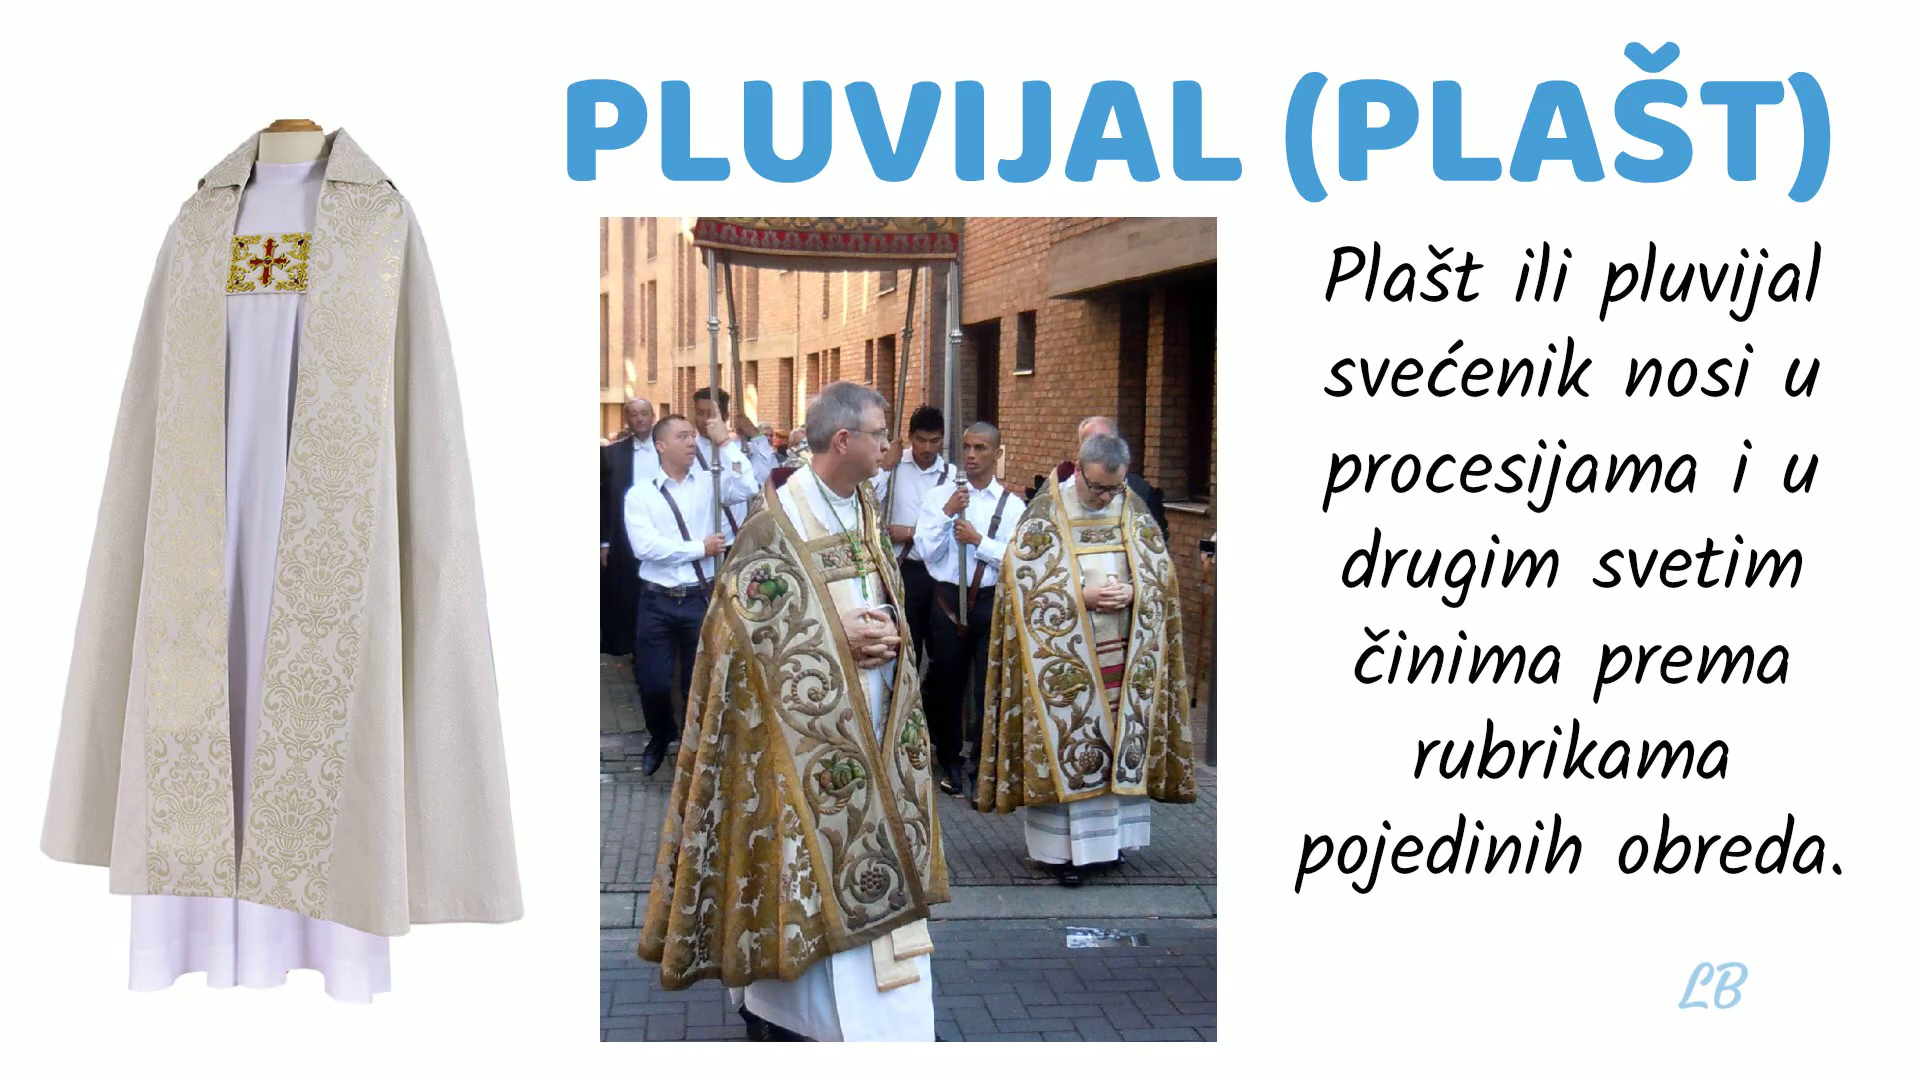 PLUVIJAL (PLAŠT)
Plašt ili pluvijal
svećenik nosi u
procesijama i u
drugim svetim
činima prema
rubrikama
pojedinih obreda.
LB